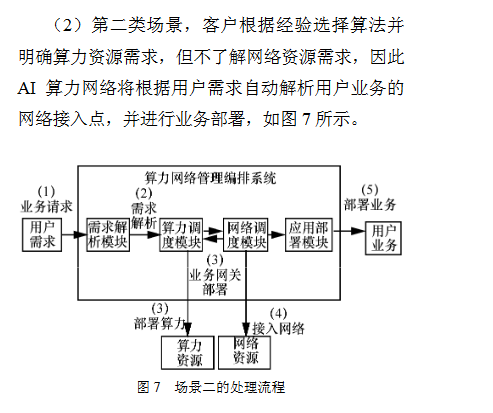 （2）第二类场景，客户根据经验选择算法并
明确算力资源需求，但不了解网络资源需求，因此
AI 算力网络将根据用户需求自动解析用户业务的
网络接入点，并进行业务部署，如图 7 所示。
算力网络管理编排系统
(1)
业务请求
用户
需求
需求解
析模块
(2)
需求
解析
算力调
度模块
网络调
度模块
应用部
署模块
(5)
部署业务
用户
业务
(3)
业务网关
部署
(3)
部署算力
(4)
接入网络
算力
资源
网络
资源
图 7 场景二的处理流程